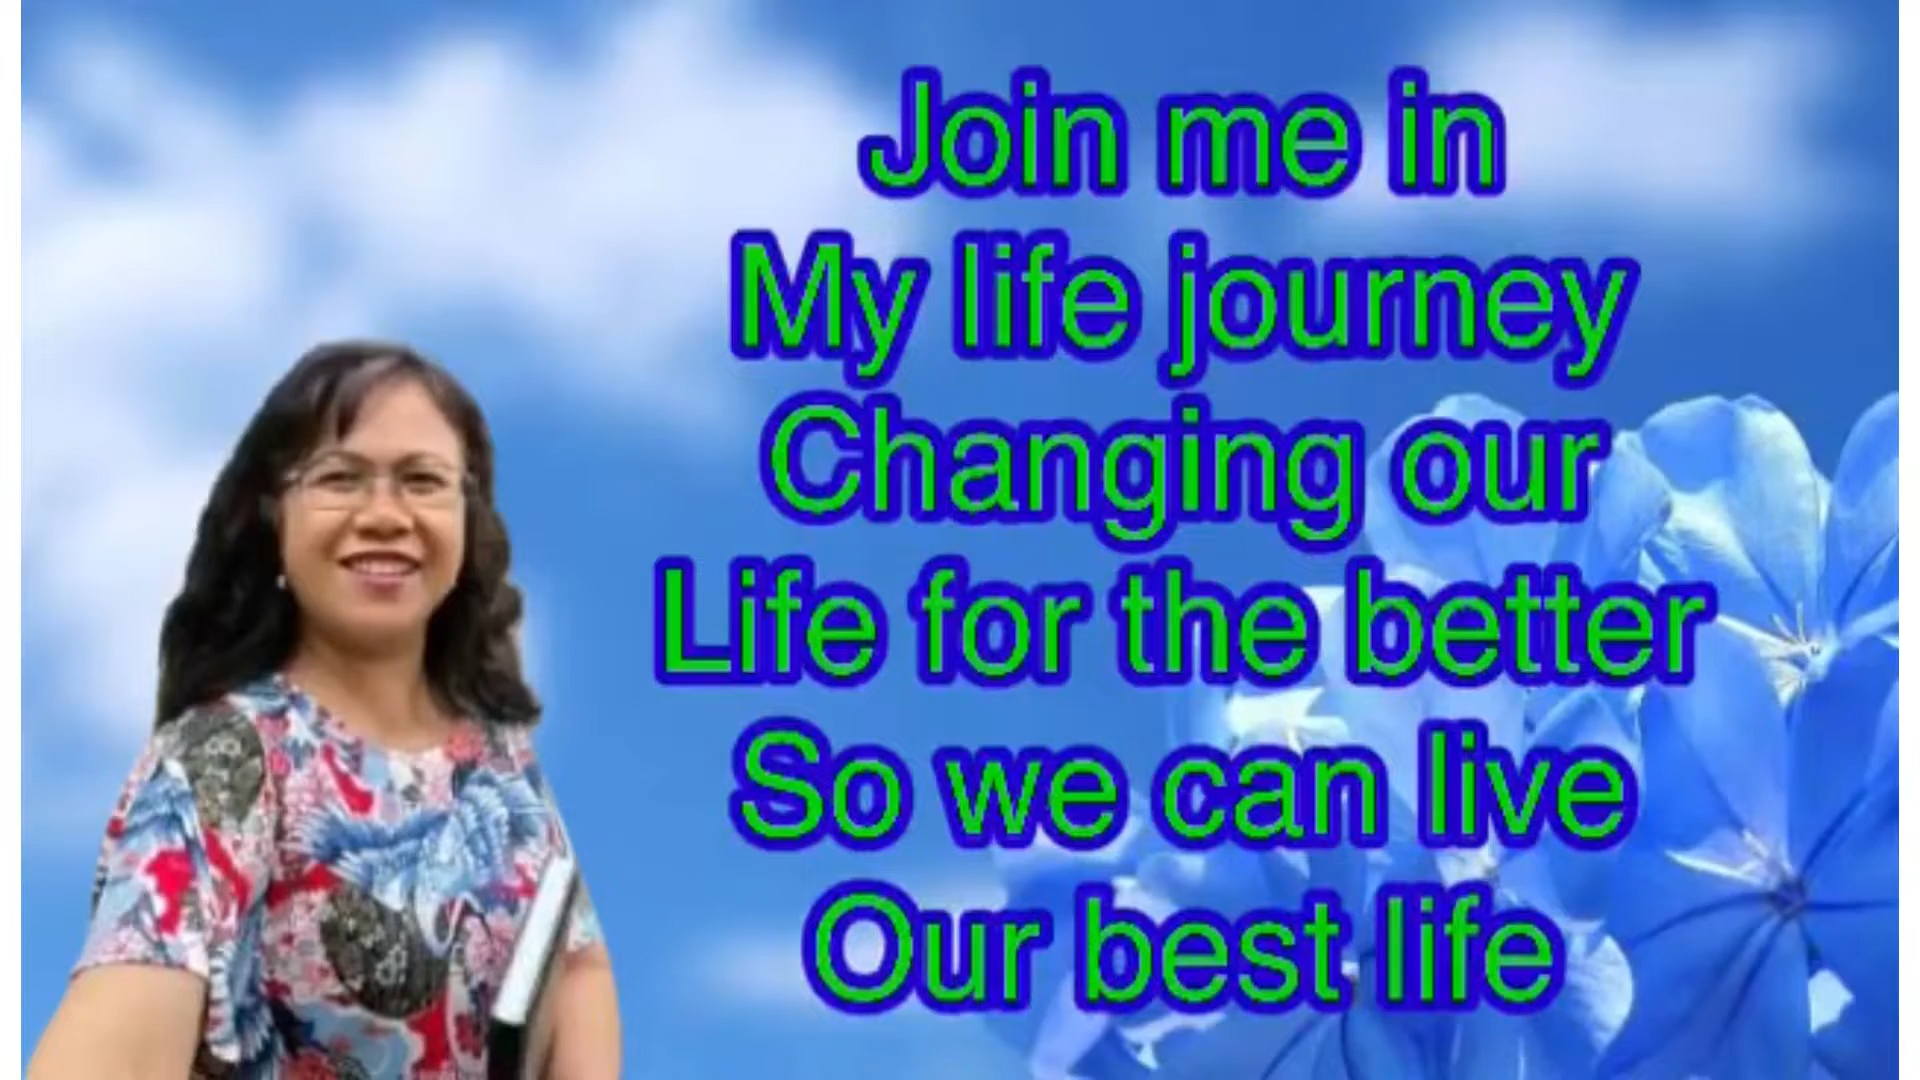 Join me in
My life journey
Changing our
Life for the better
So we can live
Our best life